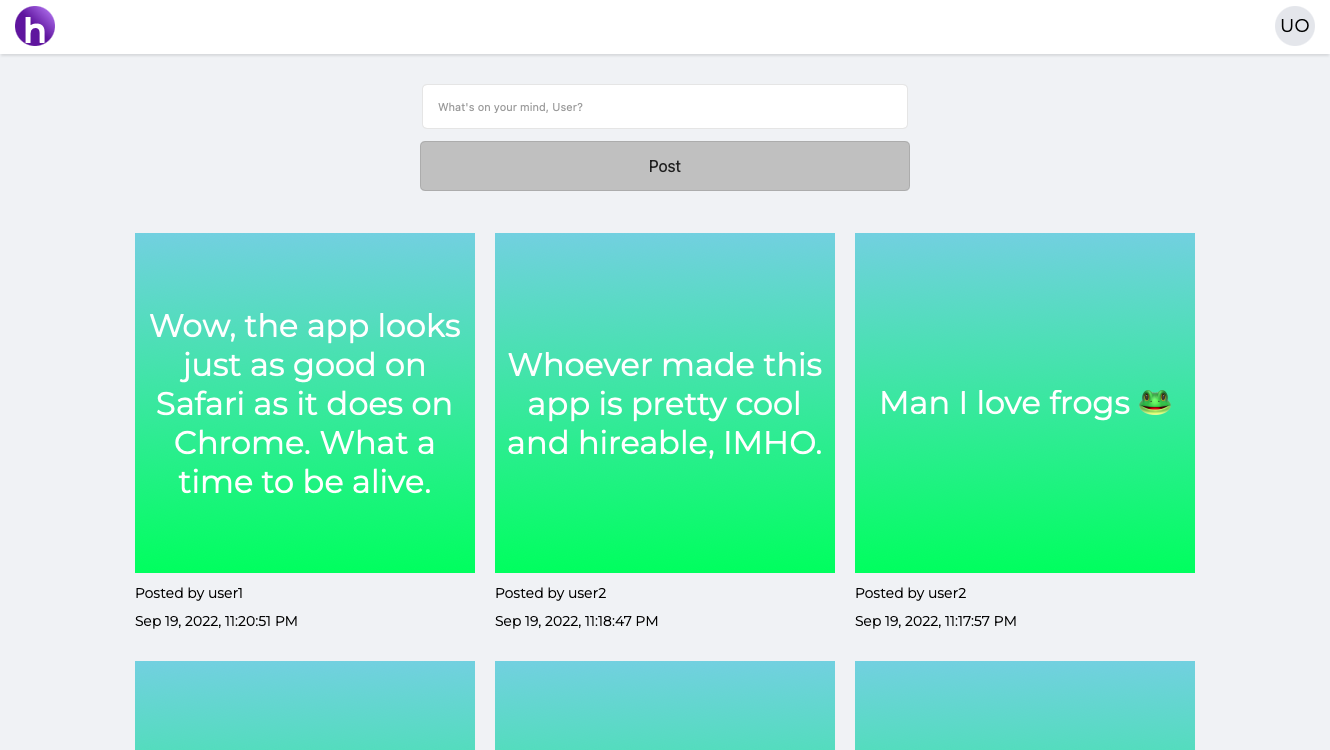 h
UO
What's on your mind, User?
Post
Wow, the app looks
just as good on
Safari as it does on
Chrome. What a
time to be alive.
Posted by user1
Sep 19, 2022, 11:20:51 PM
Whoever made this
app is pretty cool
and hireable, IMHO.
Posted by user2
Sep 19, 2022, 11:18:47 PM
Man I love frogs 🐸
Posted by user2
Sep 19, 2022, 11:17:57 PM